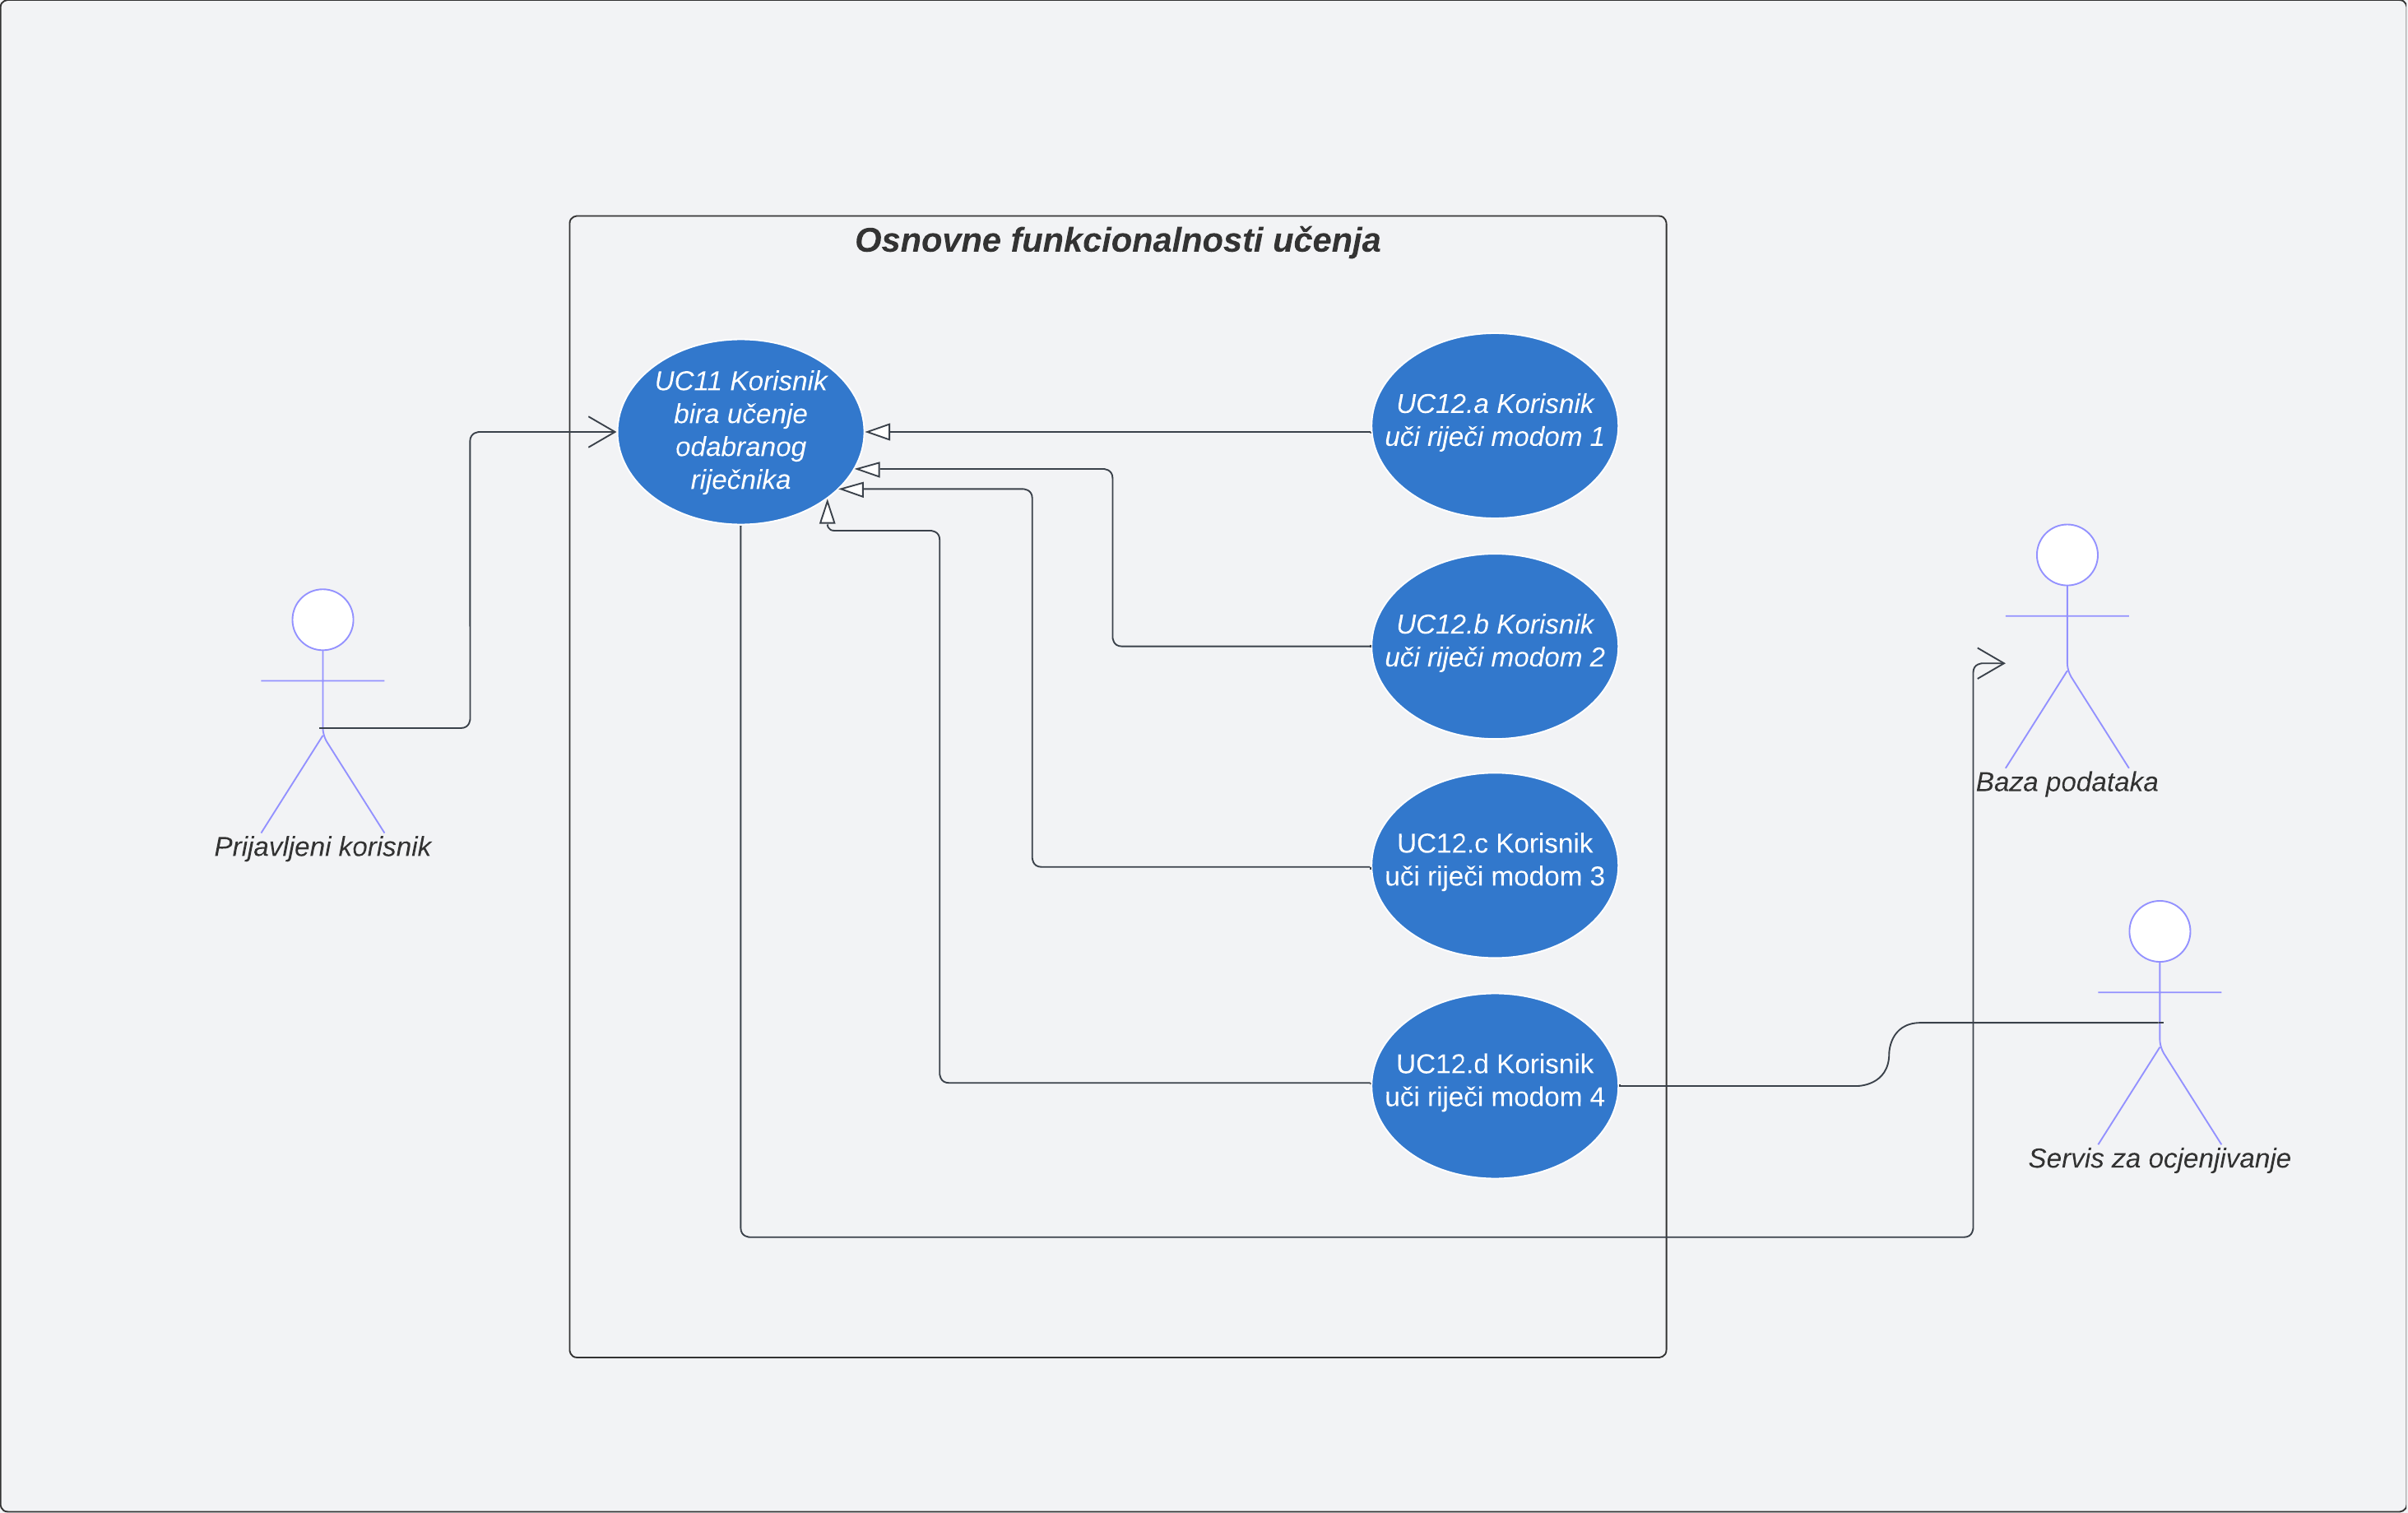 Osnovne funkcionalnosti učenja
UC11 Korisnik
bira učenje
odabranog
riječnika
UC12.a Korisnik
uči riječi modom 1
UC12.b Korisnik
uči riječi modom 2
UC12.c Korisnik
uči riječi modom 3
UC12.d Korisnik
uči riječi modom 4
Prijavljeni korisnik
Baza podataka
Servis za ocjenjivanje